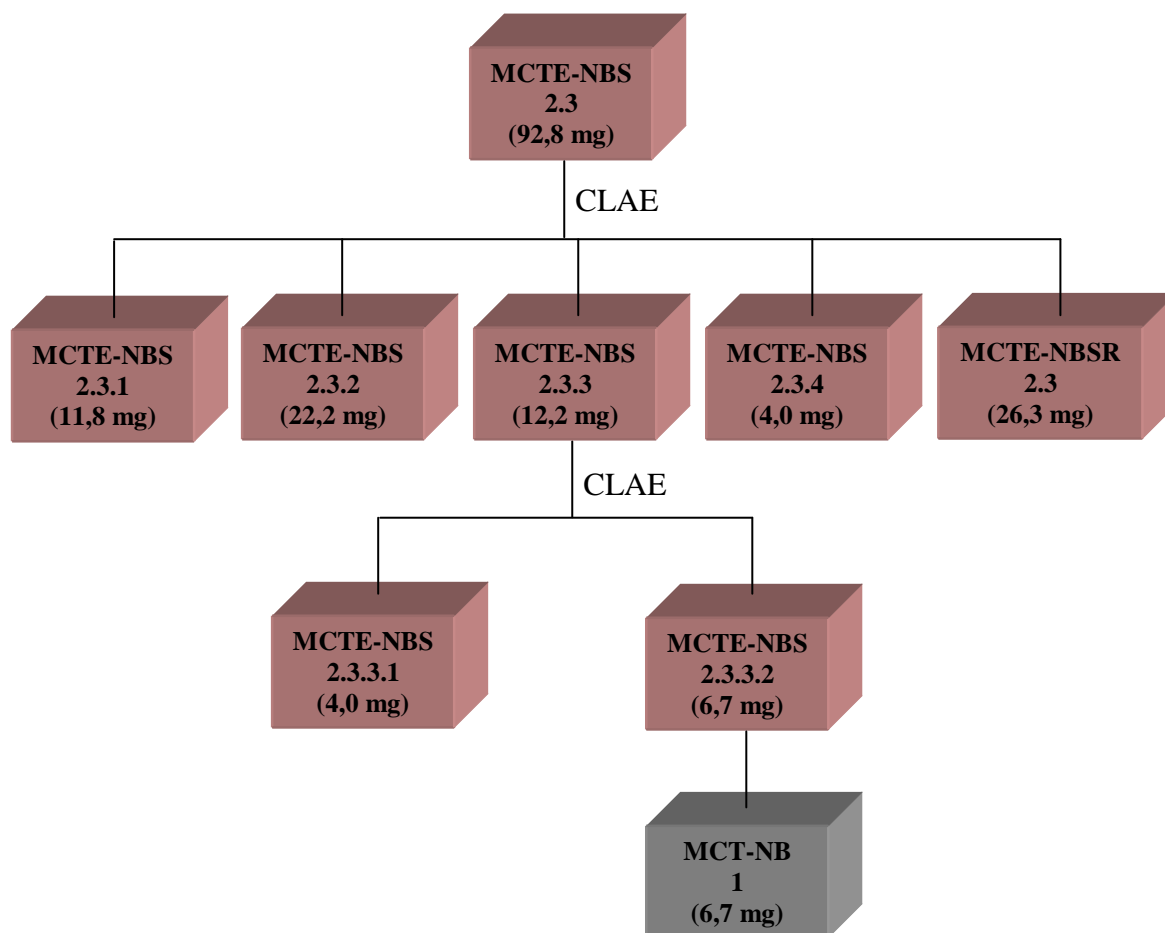 MCTE-NBS
2.3
(92,8 mg)
CLAE
MCTE-NBS
2.3.1
(11,8 mg)
MCTE-NBS
2.3.2
(22,2 mg)
MCTE-NBS
2.3.3
(12,2 mg)
MCTE-NBS
2.3.4
(4,0 mg)
MCTE-NBSR
2.3
(26,3 mg)
CLAE
MCTE-NBS
2.3.3.1
(4,0 mg)
MCTE-NBS
2.3.3.2
(6,7 mg)
MCT-NB
1
(6,7 mg)